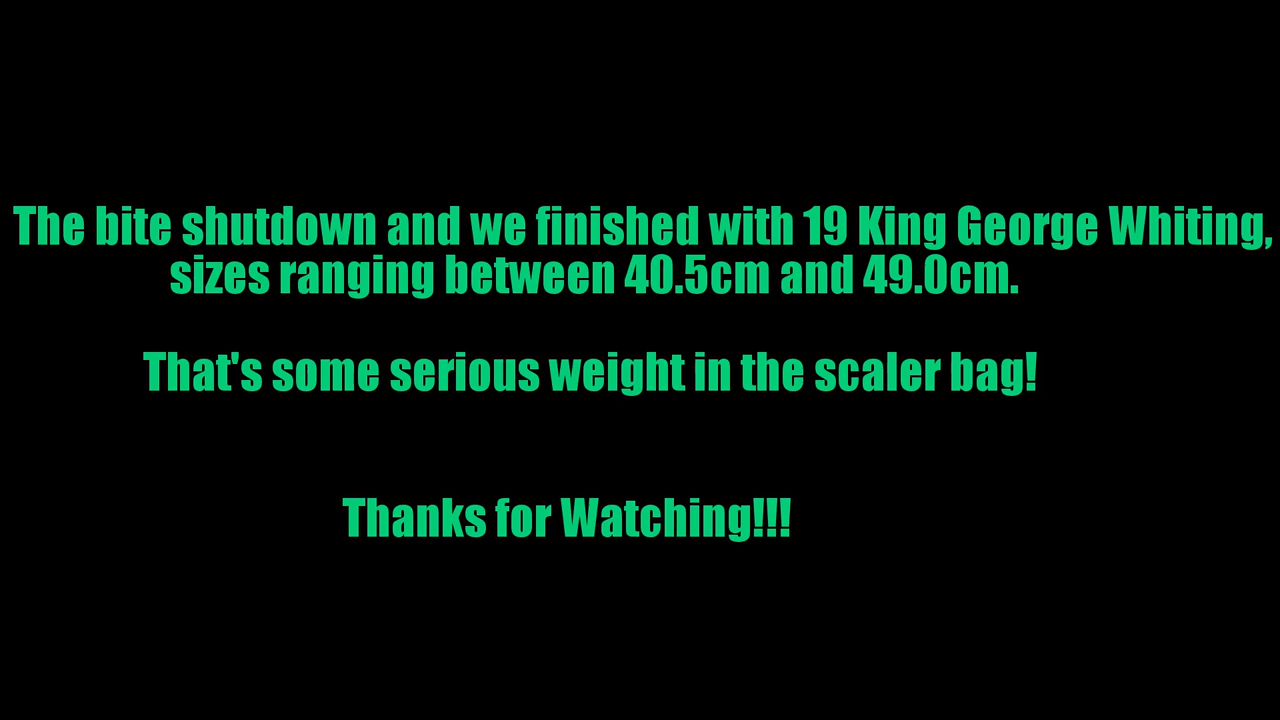 The bite shutdown and we finished with 19 King George Whiting,
sizes ranging between 40.5cm and 49.0cm.
That's some serious weight in the scaler bag!
Thanks for Watching!!!